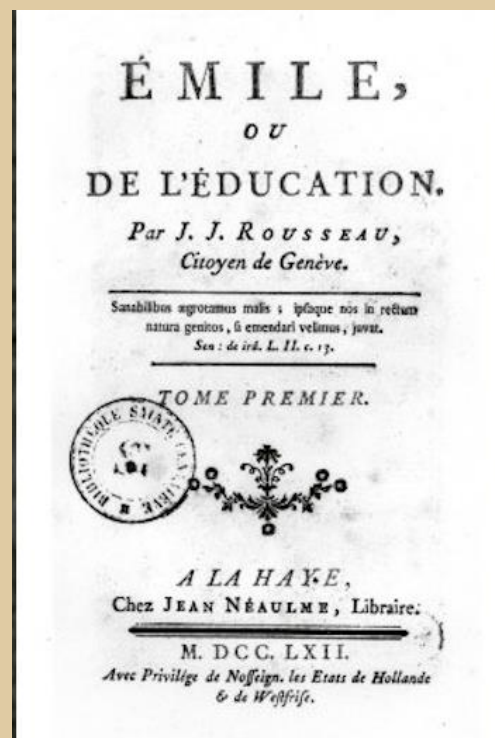 ÉMILE,
OU
DE L'ÉDUCATION.
Par J. J. ROUSSEAU,
Citoyen de Genève.
Sanabilibus ægrotamus malis ; ipsaque nos in rectum
natura genitos, si emendari velimus, juvat.
Sen : de irâ. L. II. c. 13.
TOME PREMIER.
BIBLIOTHÈQUE
A LA HAYE,
Chez JEAN NÉAULME, Libraire.
M. DCC. LXII.
Avec Privilége de Nosseign. les Etats de Hollande
& de Westfrise.